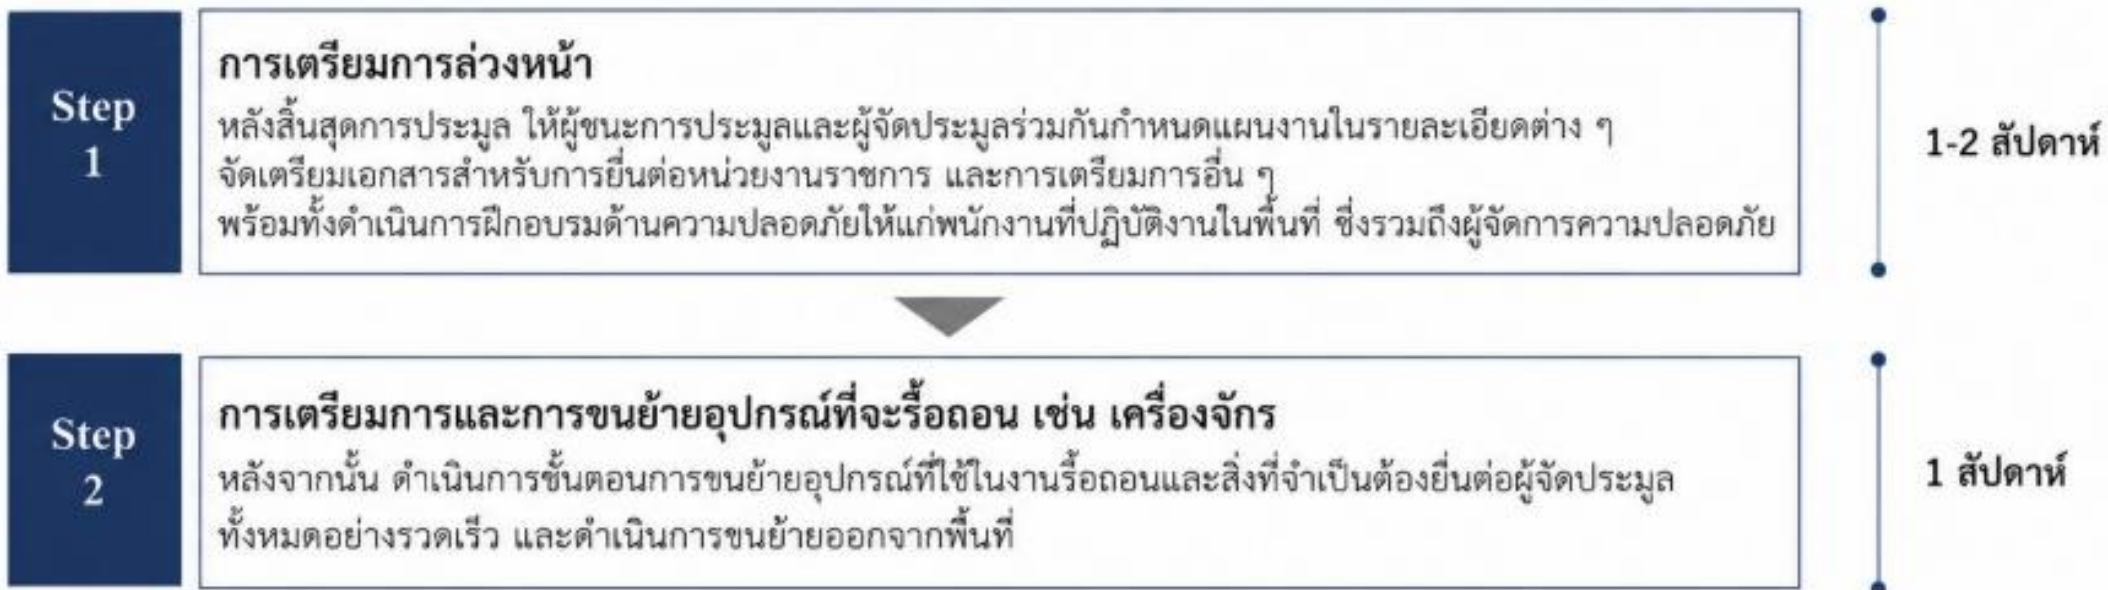 Step
1
การเตรียมการล่วงหน้า
หลังสิ้นสุดการประมูล ให้ผู้ชนะการประมูลและผู้จัดประมูลร่วมกันกำหนดแผนงานในรายละเอียดต่าง ๆ
จัดเตรียมเอกสารสำหรับการยื่นต่อหน่วยงานราชการ และการเตรียมการอื่น ๆ
พร้อมทั้งดำเนินการฝึกอบรมด้านความปลอดภัยให้แก่พนักงานที่ปฏิบัติงานในพื้นที่ ซึ่งรวมถึงผู้จัดการความปลอดภัย
1-2 สัปดาห์
Step
2
การเตรียมการและการขนย้ายอุปกรณ์ที่จะรื้อถอน เช่น เครื่องจักร
หลังจากนั้น ดำเนินการขั้นตอนการขนย้ายอุปกรณ์ที่ใช้ในงานรื้อถอนและสิ่งที่จำเป็นต้องยื่นต่อผู้จัดประมูล
ทั้งหมดอย่างรวดเร็ว และดำเนินการขนย้ายออกจากพื้นที่
1 สัปดาห์